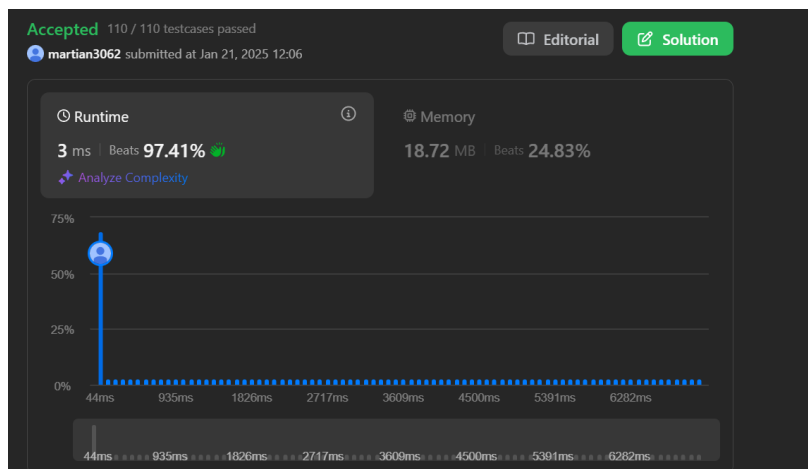 Accepted 110 / 110 testcases passed
martian3062 submitted at Jan 21, 2025 12:06
Editorial
Solution
Runtime
3 ms | Beats 97.41%
Analyze Complexity
Memory
18.72 MB | Beats 24.83%
75%
50%
25%
0%
44ms 935ms 1826ms 2717ms 3609ms 4500ms 5391ms 6282ms
44ms 935ms 1826ms 2717ms 3609ms 4500ms 5391ms 6282ms